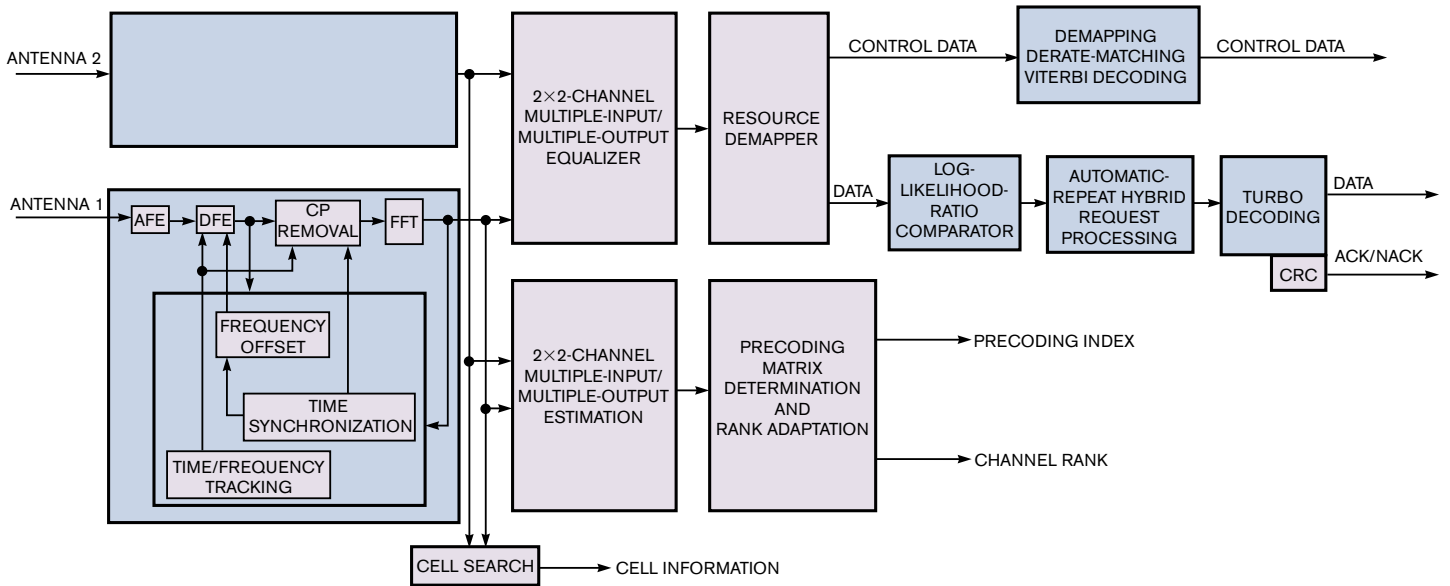 ANTENNA 2
2×2-CHANNEL
MULTIPLE-INPUT/
MULTIPLE-OUTPUT
EQUALIZER
RESOURCE
DEMAPPER
CONTROL DATA
DEMAPPING
DERATE-MATCHING
VITERBI DECODING
CONTROL DATA
DATA
LOG-
LIKELIHOOD-
RATIO
COMPARATOR
AUTOMATIC-
REPEAT HYBRID
REQUEST
PROCESSING
TURBO
DECODING
DATA
CRC
ACK/NACK
ANTENNA 1
AFE
DFE
CP
REMOVAL
FFT
FREQUENCY
OFFSET
TIME
SYNCHRONIZATION
TIME/FREQUENCY
TRACKING
2×2-CHANNEL
MULTIPLE-INPUT/
MULTIPLE-OUTPUT
ESTIMATION
PRECODING
MATRIX
DETERMINATION
AND
RANK ADAPTATION
PRECODING INDEX
CHANNEL RANK
CELL SEARCH
CELL INFORMATION